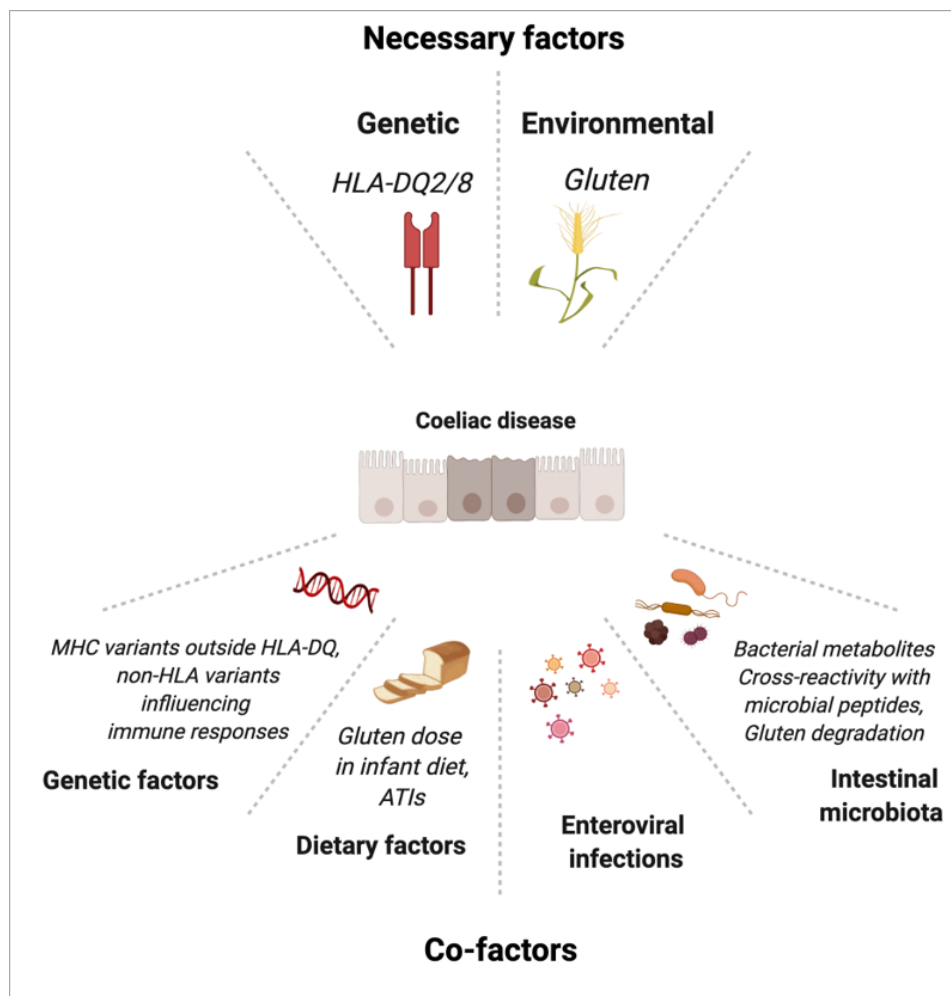 Necessary factors
Genetic
HLA-DQ2/8
Environmental
Gluten
Coeliac disease
MHC variants outside HLA-DQ,
non-HLA variants
influencing
immune responses
Genetic factors
Gluten dose
in infant diet,
ATIs
Dietary factors
Enteroviral
infections
Bacterial metabolites
Cross-reactivity with
microbial peptides,
Gluten degradation
Intestinal
microbiota
Co-factors